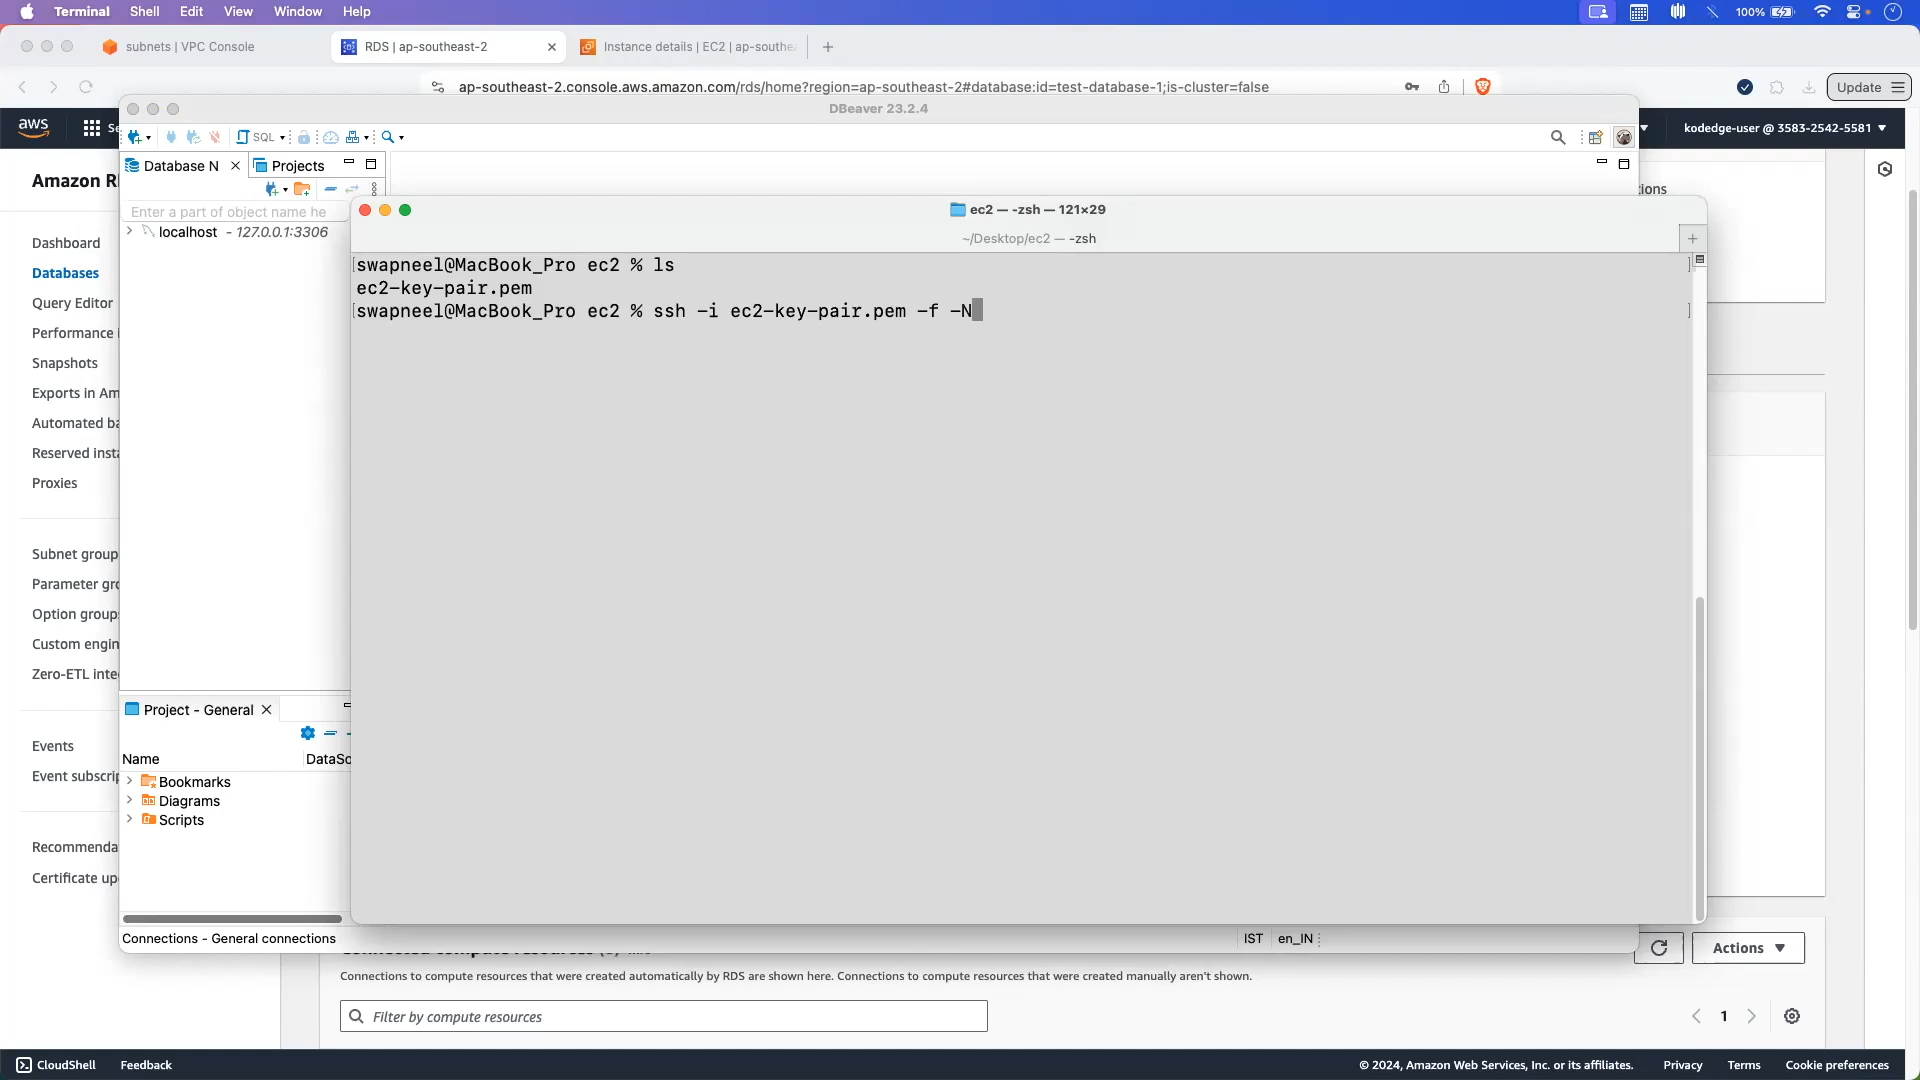 Terminal Shell Edit View Window Help
100%
subnets | VPC Console
RDS | ap-southeast-2
Instance details | EC2 | ap-southe
ap-southeast-2.console.aws.amazon.com/rds/home?region=ap-southeast-2#database:id=test-database-1;is-cluster=false
Update
DBeaver 23.2.4
aws
Se
SQL
kodedge-user @ 3583-2542-5581
Database N
Projects
Amazon R
ions
Enter a part of object name he
localhost - 127.0.0.1:3306
ec2 — -zsh — 121×29
~/Desktop/ec2 — -zsh
swapneel@MacBook_Pro ec2 % ls
ec2-key-pair.pem
swapneel@MacBook_Pro ec2 % ssh -i ec2-key-pair.pem -f -N
Dashboard
Databases
Query Editor
Performance i
Snapshots
Exports in Am
Automated ba
Reserved insta
Proxies
Subnet group
Parameter gro
Option groups
Custom engin
Zero-ETL inte
Project - General
Name
DataSo
Bookmarks
Diagrams
Scripts
Events
Event subscrip
Recommenda
Certificate up
Connections - General connections
IST en_IN
Actions
Connections to compute resources that were created automatically by RDS are shown here. Connections to compute resources that were created manually aren't shown.
Filter by compute resources
1
CloudShell Feedback
© 2024, Amazon Web Services, Inc. or its affiliates. Privacy Terms Cookie preferences